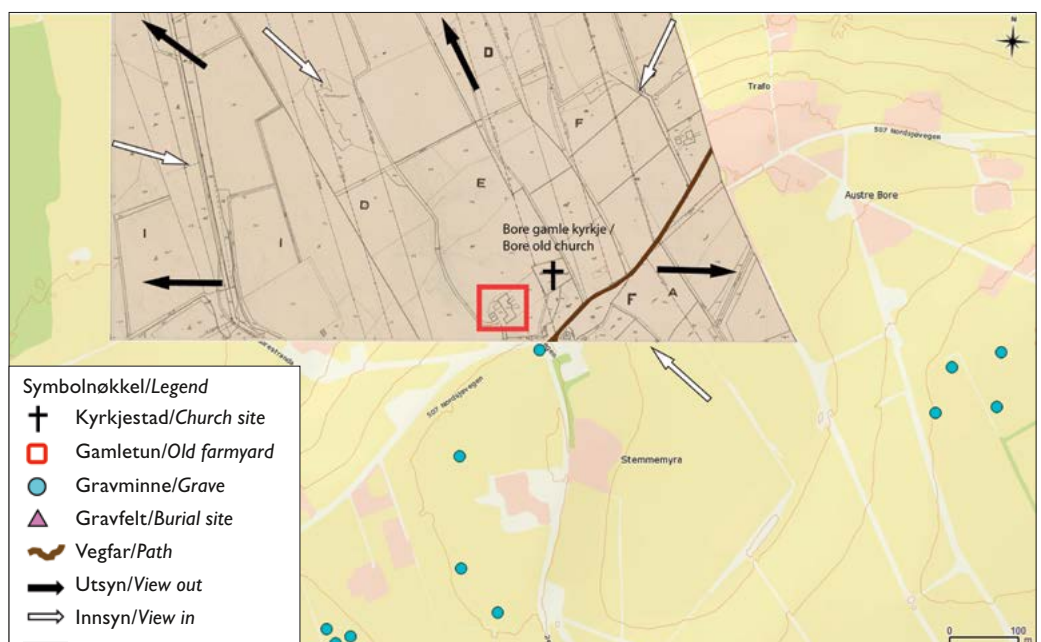 N
D
Trafo
F
507 Nordsjøvegen
E
D
Austre Bore
Bore gamle kyrkje /
Bore old church
I
I
F
A
507 Nordsjøvegen
Stemmemyra
Symbolnøkkel/Legend
Kyrkjestad/Church site
Gamletun/Old farmyard
Gravminne/Grave
Gravfelt/Burial site
Vegfar/Path
Utsyn/View out
Innsyn/View in
0 100
m